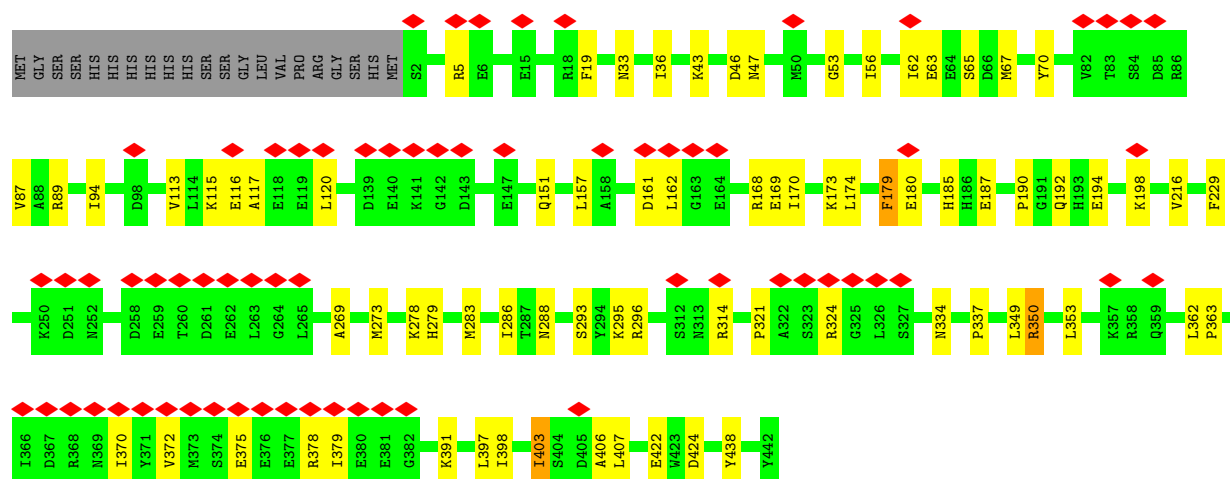 MET GLY SER SER HIS HIS HIS HIS HIS HIS SER SER GLY LEU VAL PRO ARG GLY SER HIS MET S2 R5 E6 E15 R18 F19 N33 I36 K43 D46 N47 M50 G53 I56 I62 E63 E64 S65 D66 M67 Y70 V82 T83 S84 D85 R86
V87 A88 R89 I94 D98 V113 L114 K115 E116 A117 E118 E119 L120 D139 E140 K141 G142 D143 E147 Q151 L157 A158 D161 L162 G163 E164 R168 E169 I170 K173 L174 F179 E180 H185 H186 E187 P190 G191 Q192 H193 E194 K198 V216 F229
K250 D251 N252 D258 E259 T260 D261 E262 L263 G264 L265 A269 M273 K278 H279 M283 I286 T287 N288 S293 Y294 K295 R296 S312 N313 R314 P321 A322 S323 R324 G325 L326 S327 N334 P337 L349 R350 L353 K357 R358 Q359 L362 P363
I366 D367 R368 N369 I370 Y371 V372 M373 S374 E375 E376 E377 R378 I379 E380 E381 G382 K391 L397 I398 I403 S404 D405 A406 L407 E422 W423 D424 Y438 Y442